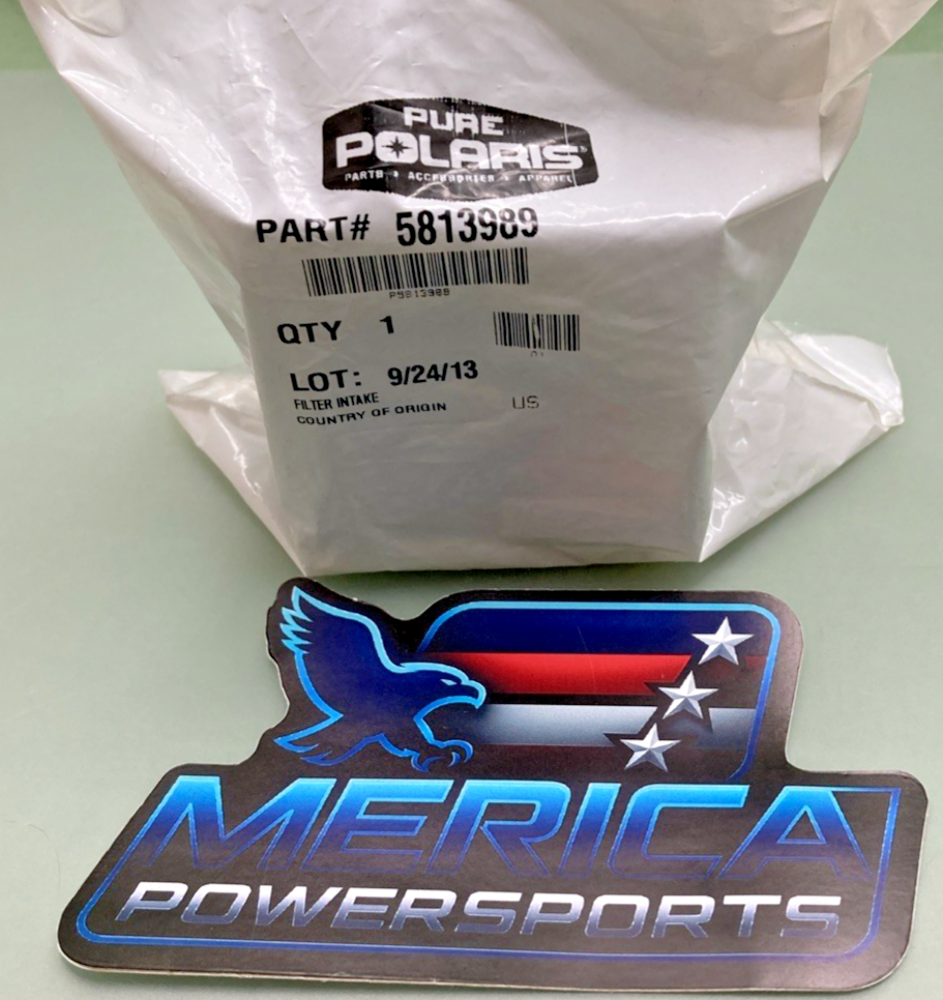 PURE
POLARIS
PARTS • ACCESSORIES • APPAREL
PART# 5813989
P5813989
QTY 1
LOT: 9/24/13
FILTER INTAKE
COUNTRY OF ORIGIN US
MERICA
POWERSPORTS